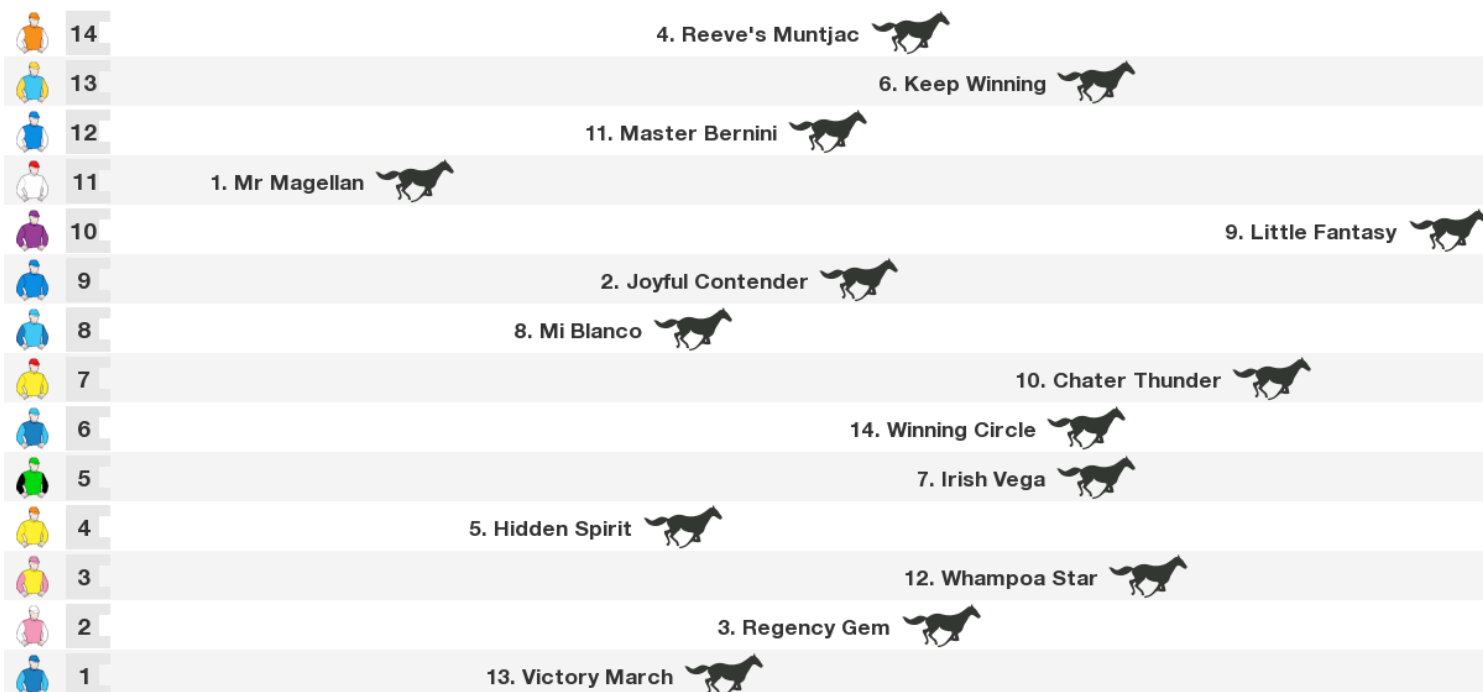 14 4. Reeve's Muntjac
13 6. Keep Winning
12 11. Master Bernini
11 1. Mr Magellan
10 9. Little Fantasy
9 2. Joyful Contender
8 8. Mi Blanco
7 10. Chater Thunder
6 14. Winning Circle
5 7. Irish Vega
4 5. Hidden Spirit
3 12. Whampoa Star
2 3. Regency Gem
1 13. Victory March